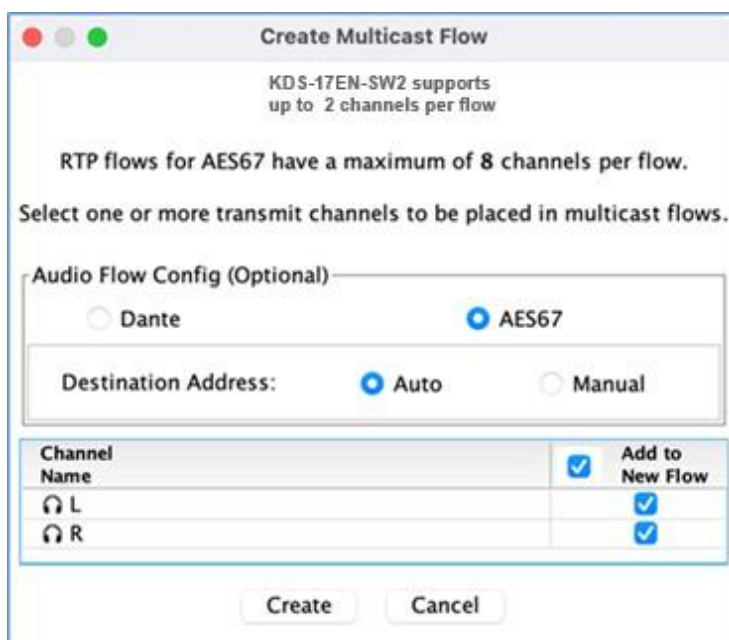 Create Multicast Flow
KDS-17EN-SW2 supports
up to 2 channels per flow
RTP flows for AES67 have a maximum of 8 channels per flow.
Select one or more transmit channels to be placed in multicast flows.
Audio Flow Config (Optional)
Dante AES67
Destination Address: Auto Manual
Channel Name Add to New Flow
L
R
Create Cancel